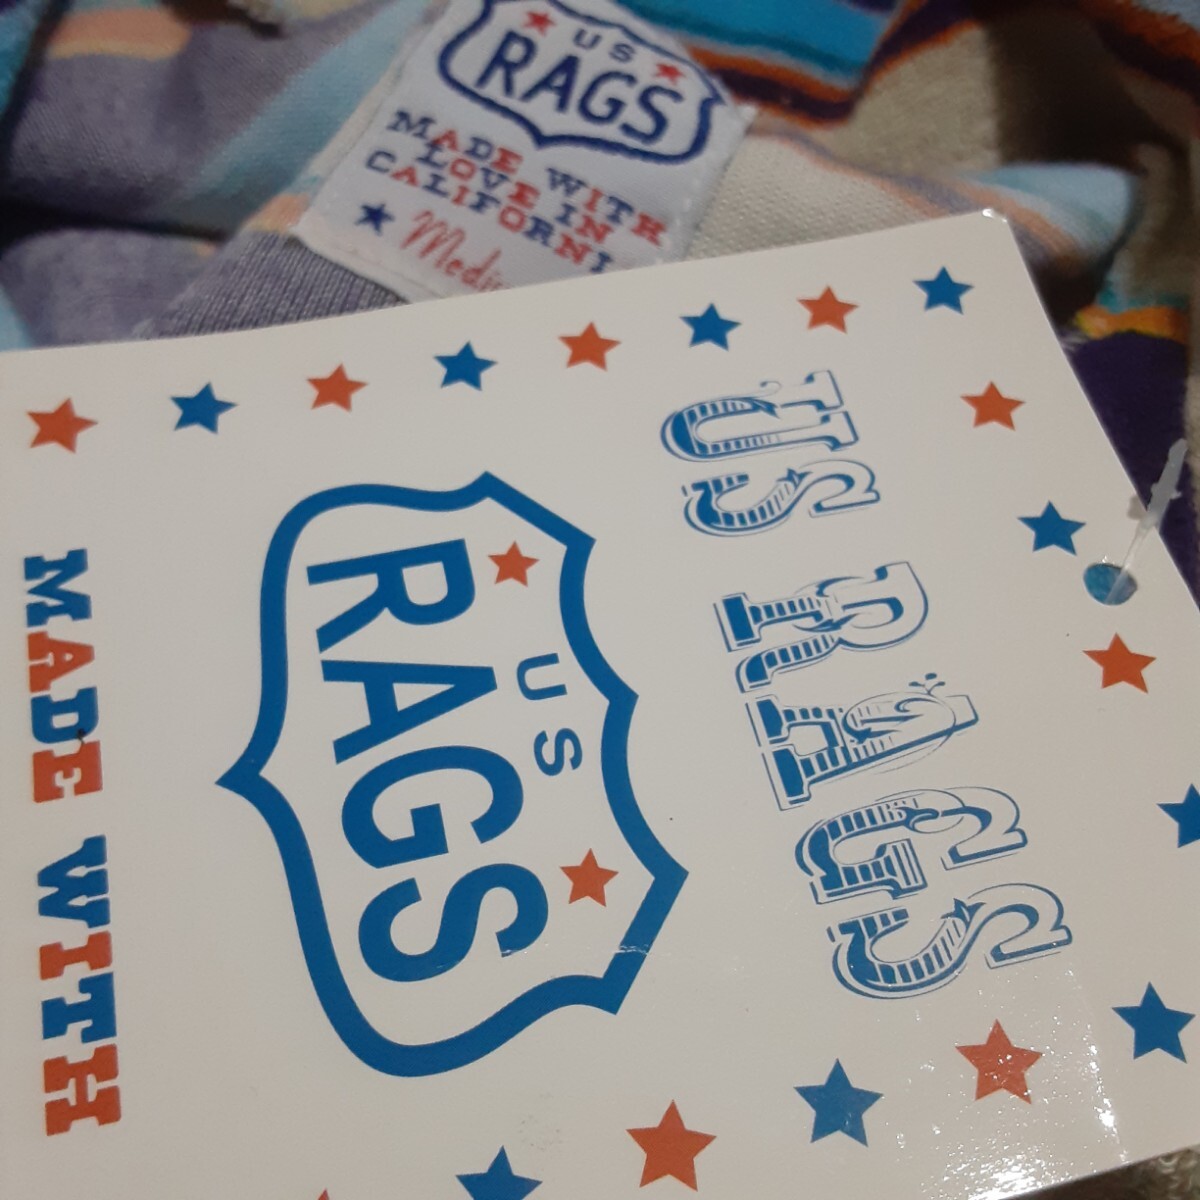 US
RAGS
MADE WITH
LOVE IN
CALIFORNI
US RAGS
US
RAGS
MADE WITH